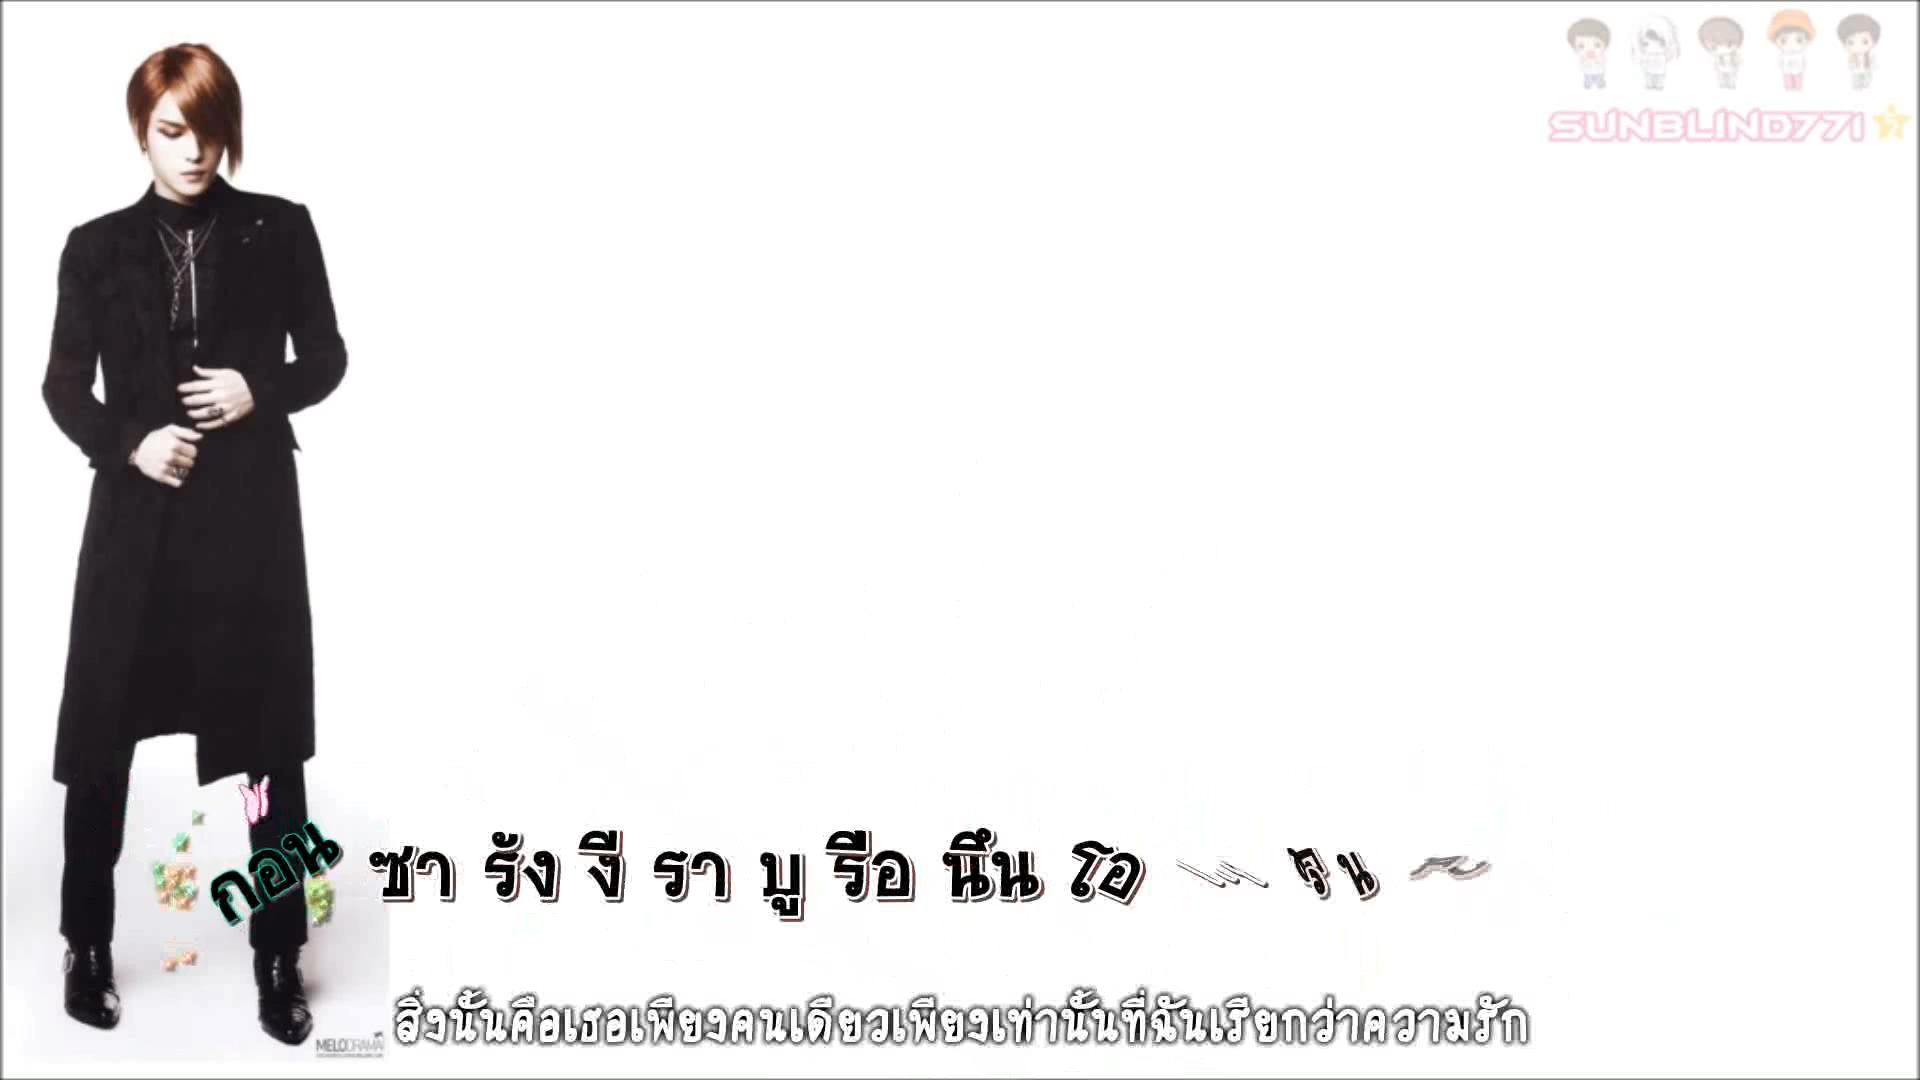 SUNBLIND771
กอน ซา รัง งี รา บู รือ นึน โอ
MELODRAMA
สิ่งนั้นคือเธอเพียงคนเดียวเพียงเท่านั้นที่ฉันเรียกว่าความรัก